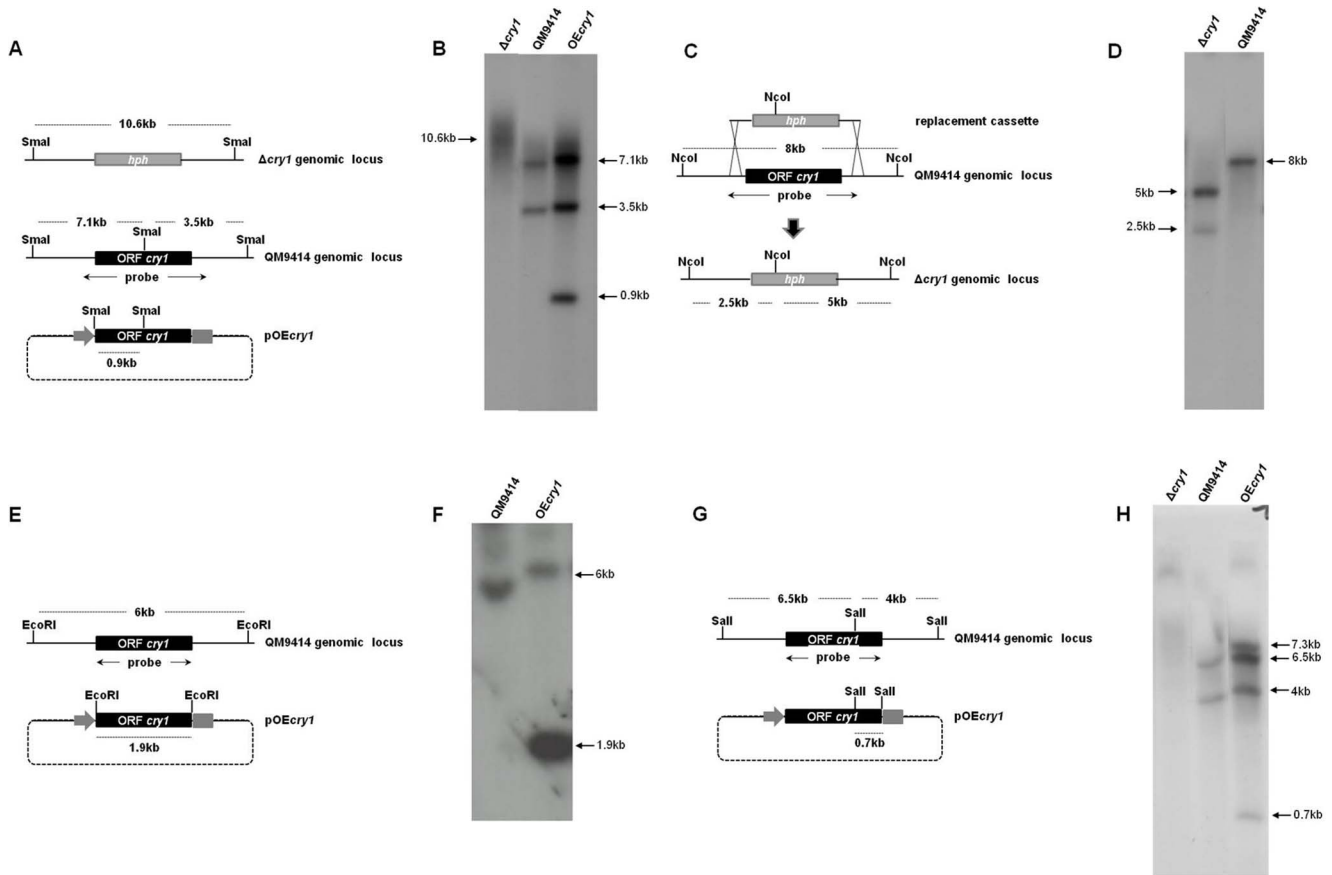 A
10.6kb
SmaI
SmaI
hph
Δcry1 genomic locus
7.1kb
3.5kb
SmaI
SmaI
SmaI
ORF cry1
QM9414 genomic locus
probe
SmaI
SmaI
ORF cry1
pOEcry1
0.9kb
B
Δcry1
QM9414
OEcry1
10.6kb
7.1kb
3.5kb
0.9kb
C
NcoI
hph
replacement cassette
8kb
NcoI
NcoI
ORF cry1
QM9414 genomic locus
probe
NcoI
NcoI
NcoI
hph
Δcry1 genomic locus
2.5kb
5kb
D
Δcry1
QM9414
8kb
5kb
2.5kb
E
6kb
EcoRI
EcoRI
ORF cry1
QM9414 genomic locus
probe
EcoRI
EcoRI
ORF cry1
pOEcry1
1.9kb
F
QM9414
OEcry1
6kb
1.9kb
G
6.5kb
4kb
SalI
SalI
SalI
ORF cry1
QM9414 genomic locus
probe
SalI
SalI
ORF cry1
pOEcry1
0.7kb
H
Δcry1
QM9414
OEcry1
7.3kb
6.5kb
4kb
0.7kb